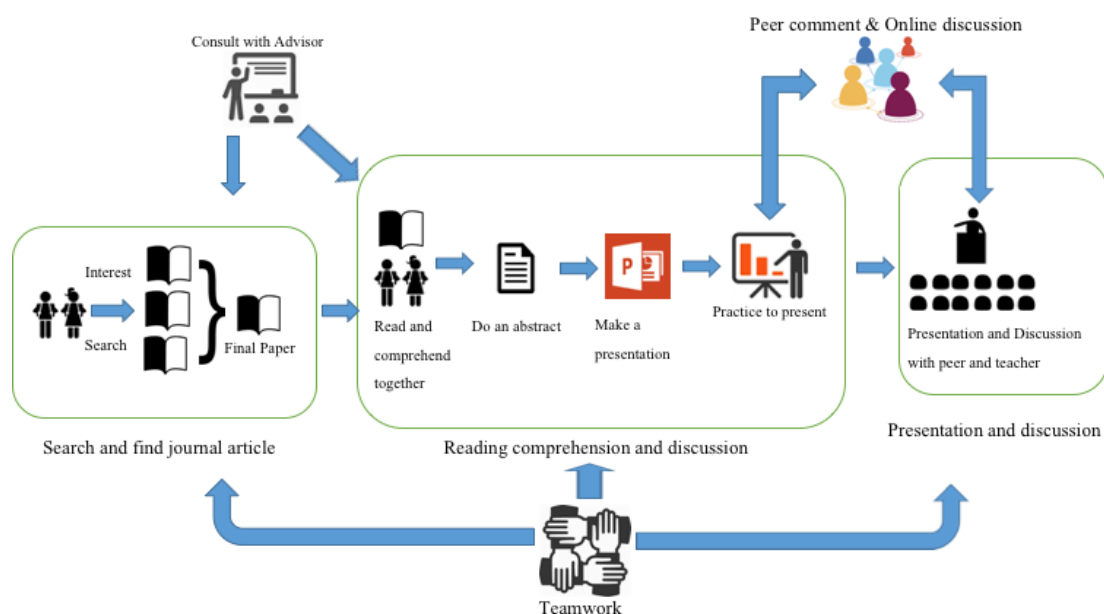 Peer comment & Online discussion
Consult with Advisor
Interest
Search
Final Paper
Read and
comprehend
together
Do an abstract
P
Make a
presentation
Practice to present
Presentation and Discussion
with peer and teacher
Search and find journal article
Reading comprehension and discussion
Presentation and discussion
Teamwork